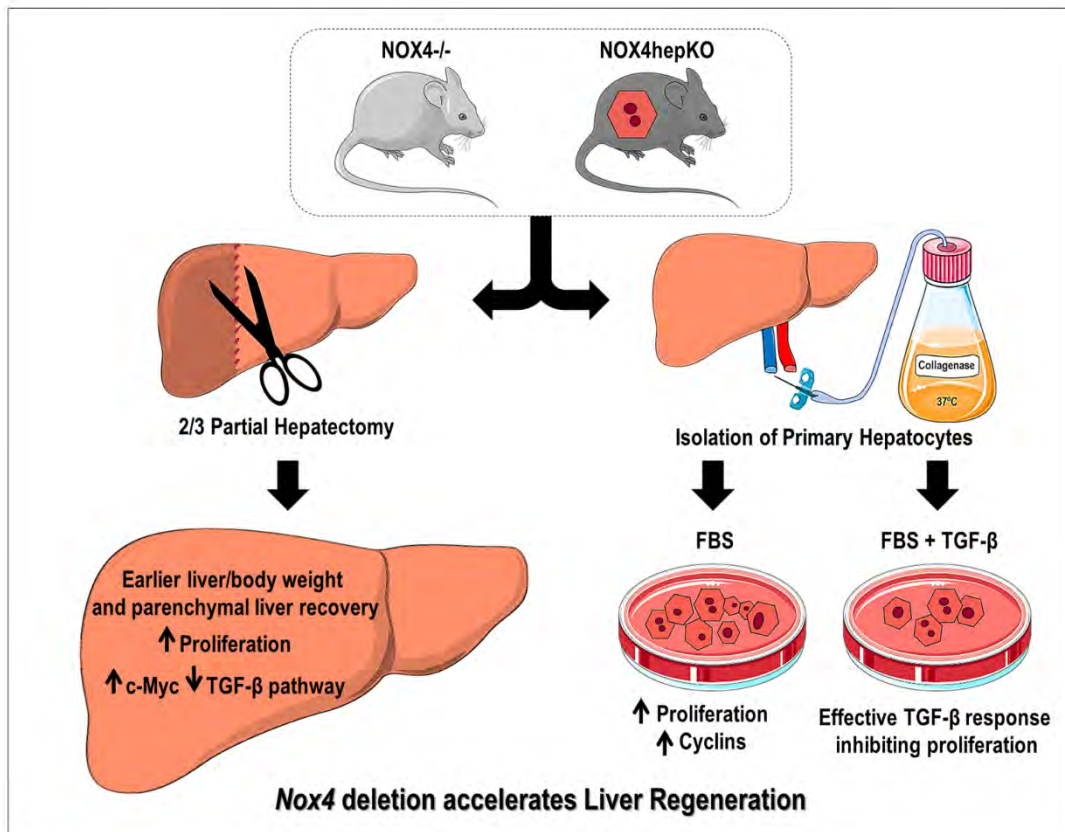 NOX4-/-
NOX4hepKO
2/3 Partial Hepatectomy
Collagenase
37ºC
Isolation of Primary Hepatocytes
Earlier liver/body weight
and parenchymal liver recovery
↑ Proliferation
↑ c-Myc ↓ TGF-β pathway
FBS
FBS + TGF-β
↑ Proliferation
↑ Cyclins
Effective TGF-β response
inhibiting proliferation
Nox4 deletion accelerates Liver Regeneration